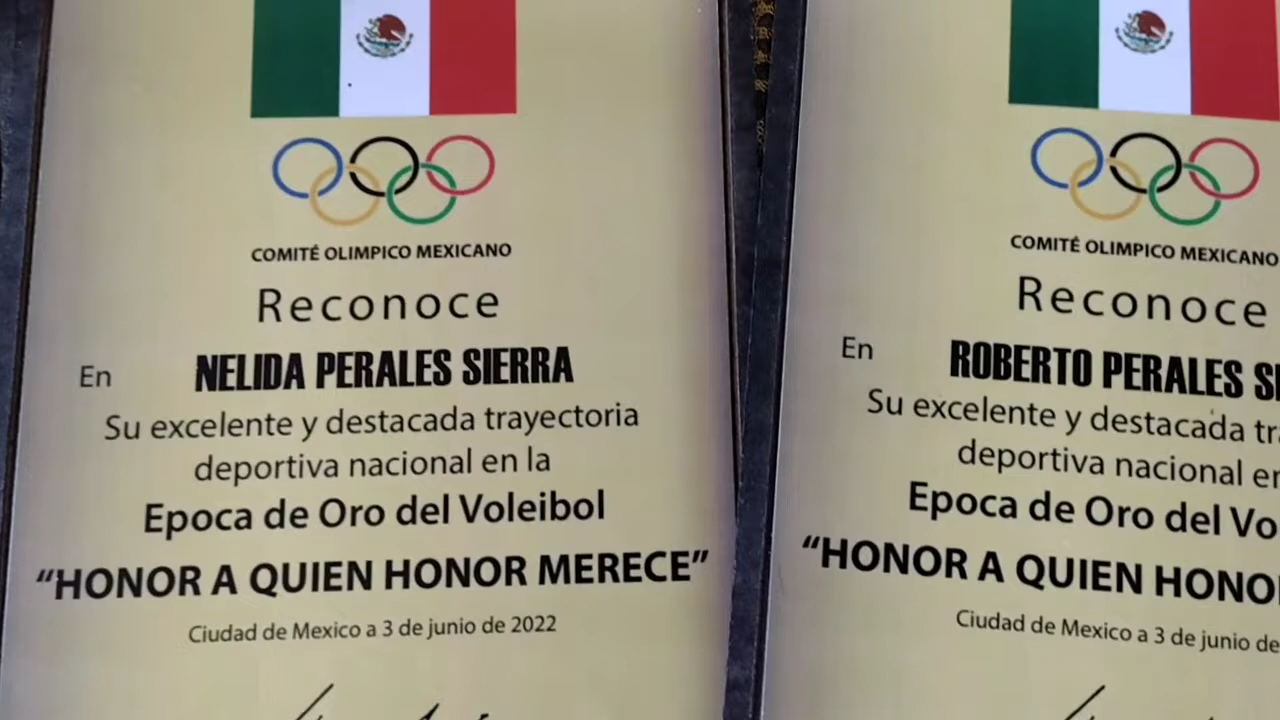 COMITÉ OLIMPICO MEXICANO
Reconoce
En NELIDA PERALES SIERRA
Su excelente y destacada trayectoria
deportiva nacional en la
Epoca de Oro del Voleibol
“HONOR A QUIEN HONOR MERECE”
Ciudad de Mexico a 3 de junio de 2022
COMITÉ OLIMPICO MEXICANO
Reconoce
En ROBERTO PERALES
Su excelente y destacada
deportiva nacional
Epoca de Oro del
“HONOR A QUIEN
Ciudad de Mexico a 3 de junio de